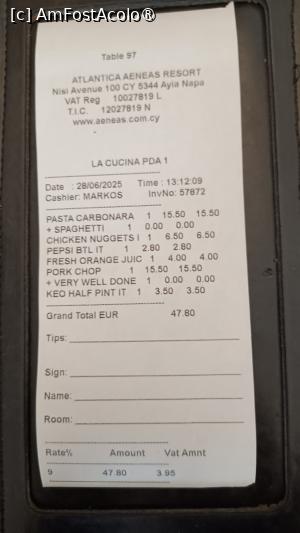 [c] AmFostAcolo®
Table 97
ATLANTICA AENEAS RESORT
Nisi Avenue 100 CY 5344 Ayia Napa
VAT Reg 10027819 L
T.I.C. 12027819 N
www.aeneas.com.cy
LA CUCINA PDA 1
Date : 28/06/2025 Time : 13:12:09
Cashier: MARKOS InvNo: 57872
PASTA CARBONARA 1 15.50 15.50
+ SPAGHETTI 1 0.00 0.00
CHICKEN NUGGETS I 1 6.50 6.50
PEPSI BTL IT 1 2.80 2.80
FRESH ORANGE JUIC 1 4.00 4.00
PORK CHOP 1 15.50 15.50
+ VERY WELL DONE 1 0.00 0.00
KEO HALF PINT IT 1 3.50 3.50
Grand Total EUR 47.80
Tips:
Sign:
Name:
Room:
Rate% Amount Vat Amnt
9 47.80 3.95